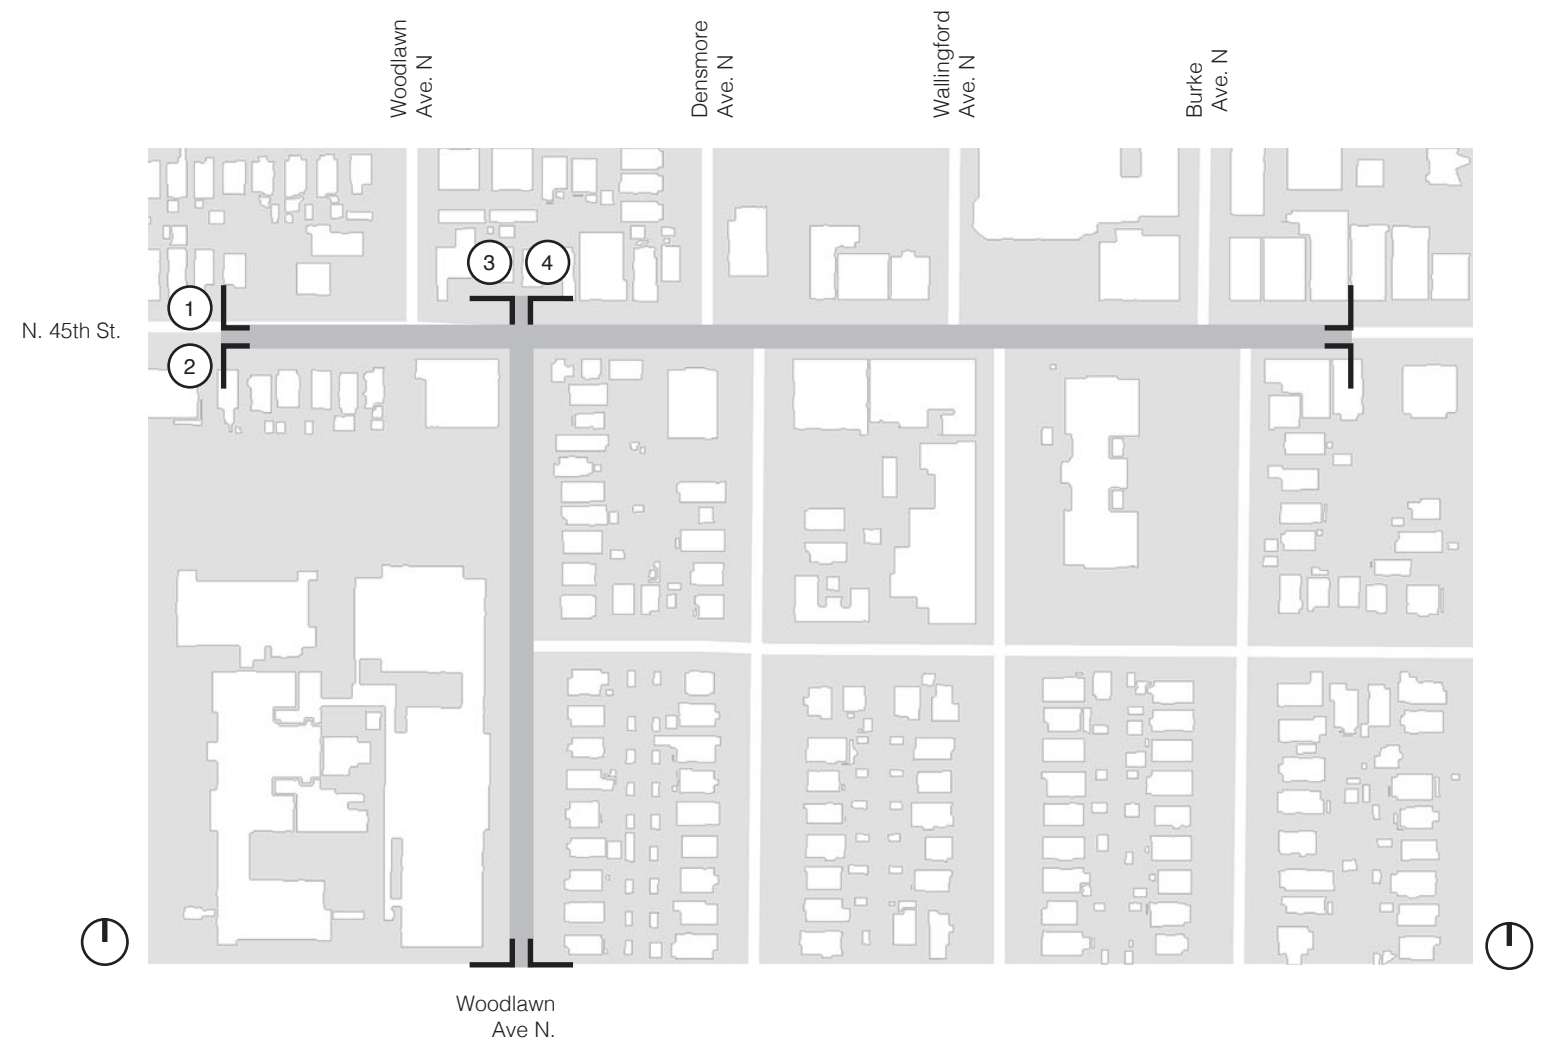 Woodlawn
Ave. N
Densmore
Ave. N
Wallingford
Ave. N
Burke
Ave. N
3
4
1
N. 45th St.
2
Woodlawn
Ave N.